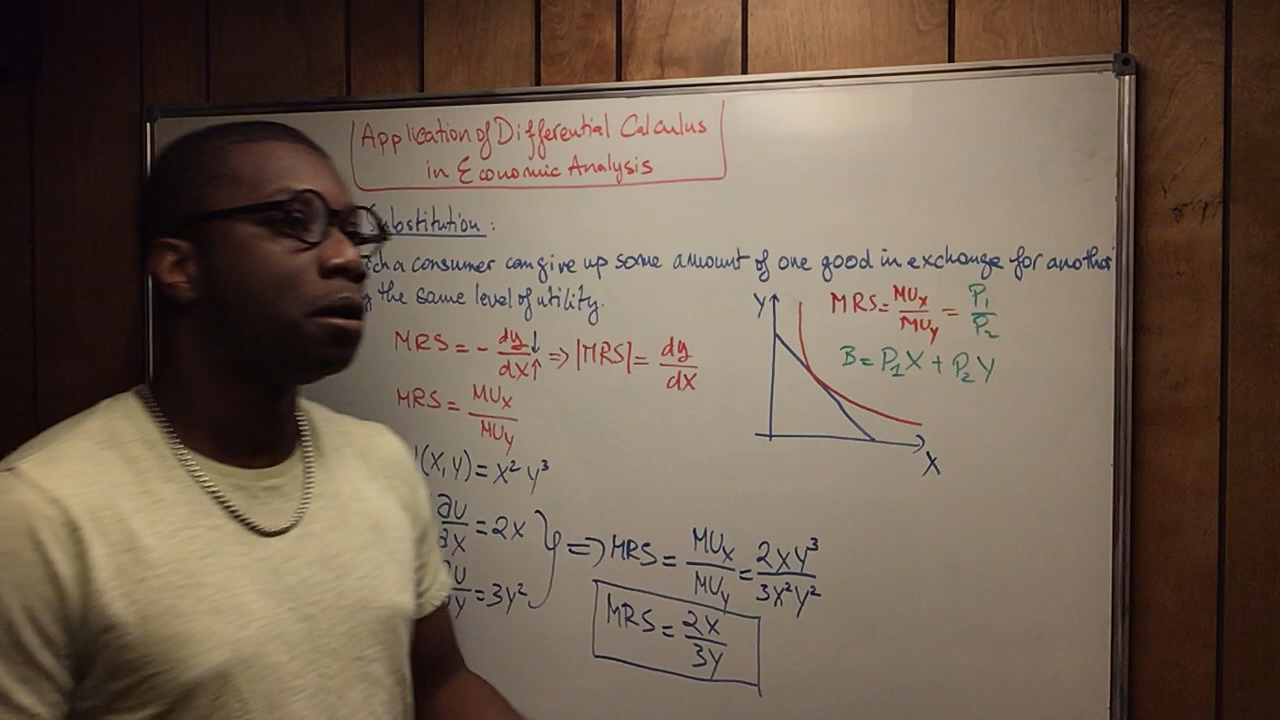 Application of Differential Calculus
in Economic Analysis
Substitution:
a consumer can give up some amount of one good in exchange for another
the same level of utility.
MRS = - dy↓/dx↑ => |MRS| = dy/dx
MRS = MUx/MUy
(X,Y) = X² Y³
∂U/∂X = 2X
= 3Y²
} => MRS = MUx/MUy = 2XY³/3X²Y²
MRS = 2X/3Y
Y
X
MRS = MUx/MUy = P1/P2
B = P1X + P2Y